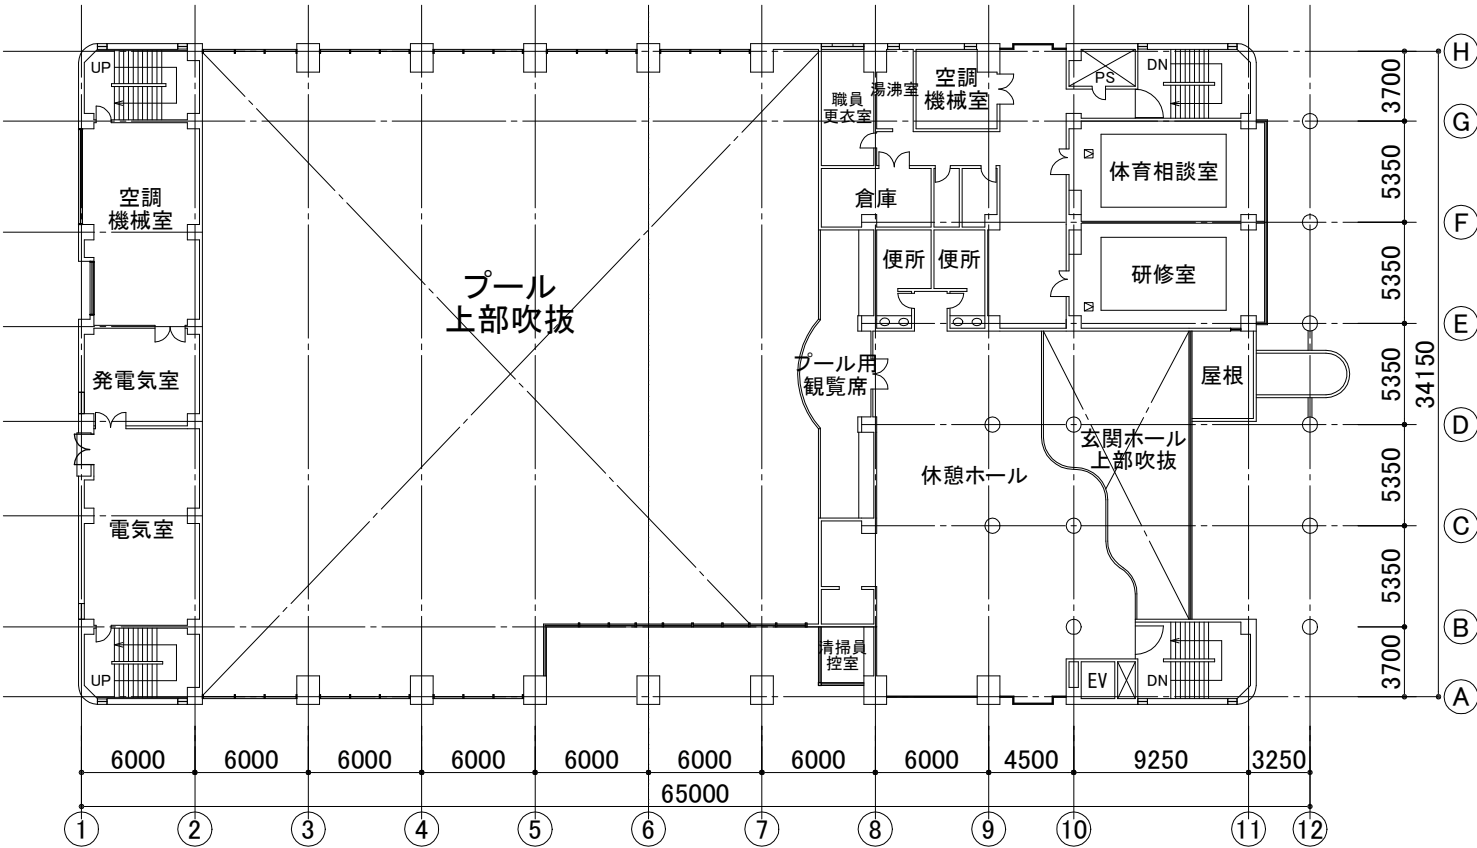 UP
職員
更衣室
湯沸室
空調
機械室
PS
DN
H
3700
G
空調
機械室
倉庫
体育相談室
5350
F
プール
上部吹抜
便所
便所
研修室
5350
E
発電気室
プール用
観覧席
屋根
5350
34150
D
電気室
休憩ホール
玄関ホール
上部吹抜
5350
C
5350
B
UP
清掃員
控室
EV
DN
3700
A
6000
6000
6000
6000
6000
6000
6000
6000
4500
9250
3250
65000
1
2
3
4
5
6
7
8
9
10
11
12